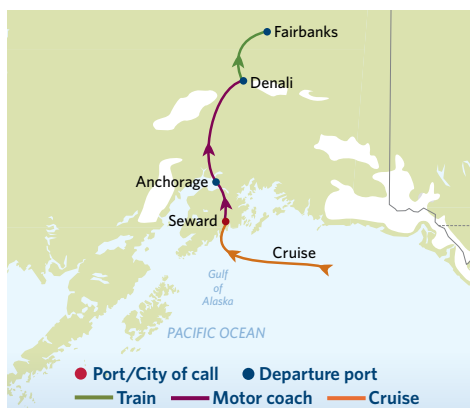 Fairbanks
Denali
Anchorage
Seward
Cruise
Gulf
of
Alaska
PACIFIC OCEAN
Port/City of call
Departure port
Train
Motor coach
Cruise